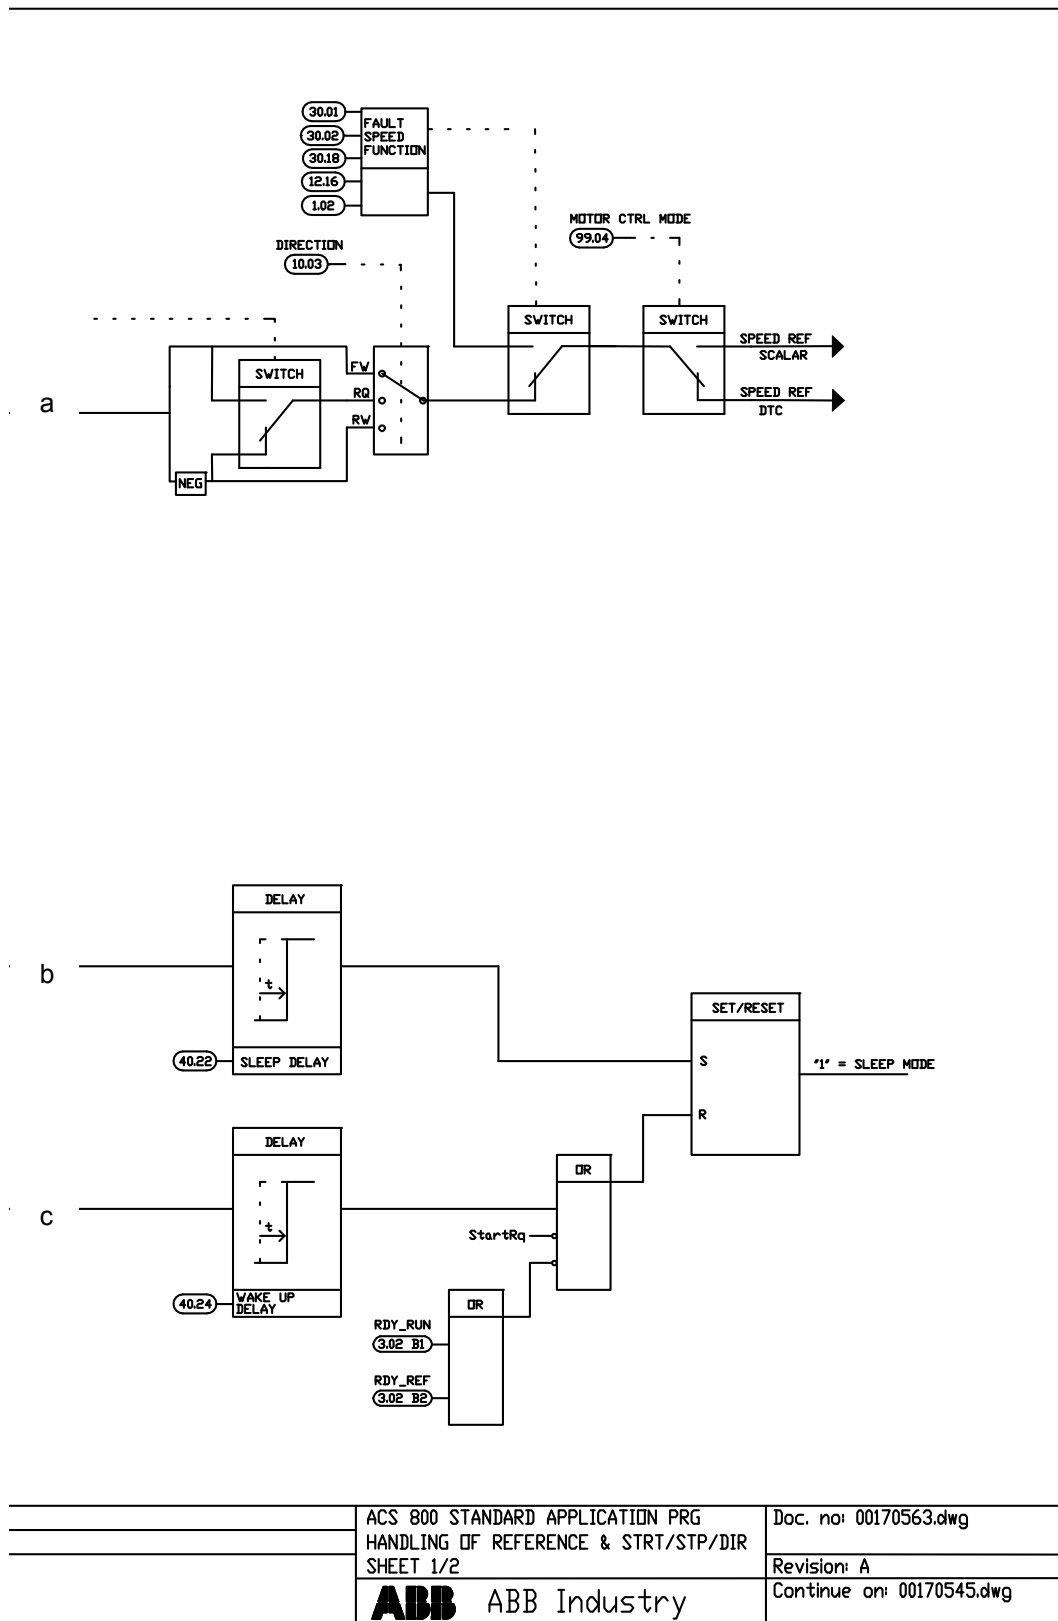 30.01
FAULT
SPEED
FUNCTION
30.02
30.18
12.16
1.02
MOTOR CTRL MODE
99.04
DIRECTION
10.03
SWITCH
SWITCH
SPEED REF
SCALAR
SWITCH
FW
RQ
RW
SPEED REF
DTC
a
NEG
DELAY
b
t
SET/RESET
40.22
SLEEP DELAY
S
"1" = SLEEP MODE
R
DELAY
OR
c
t
StartRq
40.24
WAKE UP
DELAY
OR
RDY_RUN
3.02 B1
RDY_REF
3.02 B2
ACS 800 STANDARD APPLICATION PRG
HANDLING OF REFERENCE & STRT/STP/DIR
SHEET 1/2
Doc. no: 00170563.dwg
Revision: A
ABB ABB Industry
Continue on: 00170545.dwg